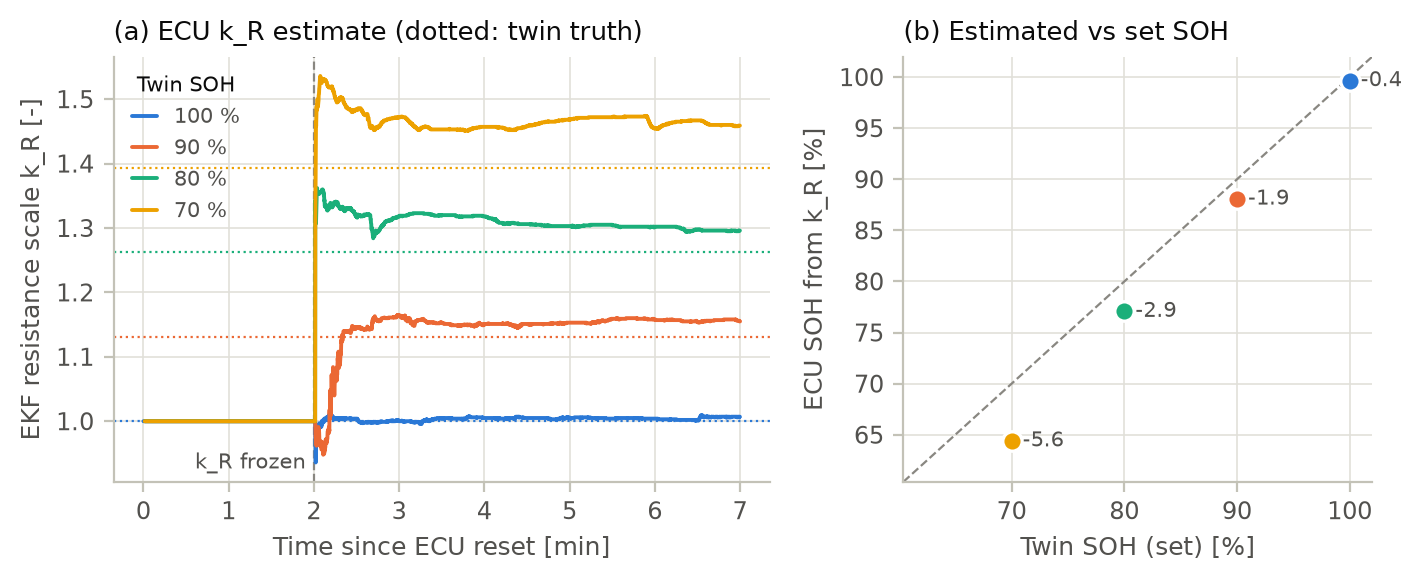 (a) ECU k_R estimate (dotted: twin truth)
EKF resistance scale k_R [-]
1.5
1.4
1.3
1.2
1.1
1.0
Twin SOH
100 %
90 %
80 %
70 %
k_R frozen
0 1 2 3 4 5 6 7
Time since ECU reset [min]
(b) Estimated vs set SOH
ECU SOH from k_R [%]
100
95
90
85
80
75
70
65
-0.4
-1.9
-2.9
-5.6
70 80 90 100
Twin SOH (set) [%]